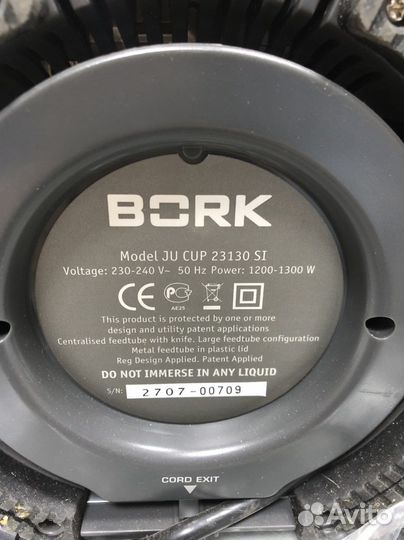 BORK
Model JU CUP 23130 SI
Voltage: 230-240 V~ 50 Hz Power: 1200-1300 W
CE
AE25
This product is protected by one or more
design and utility patent applications
Centralised feedtube with knife. Large feedtube configuration
Metal feedtube in plastic lid
Reg Design Applied. Patent Applied
DO NOT IMMERSE IN ANY LIQUID
S/N: 2707-00709
CORD EXIT
Avito